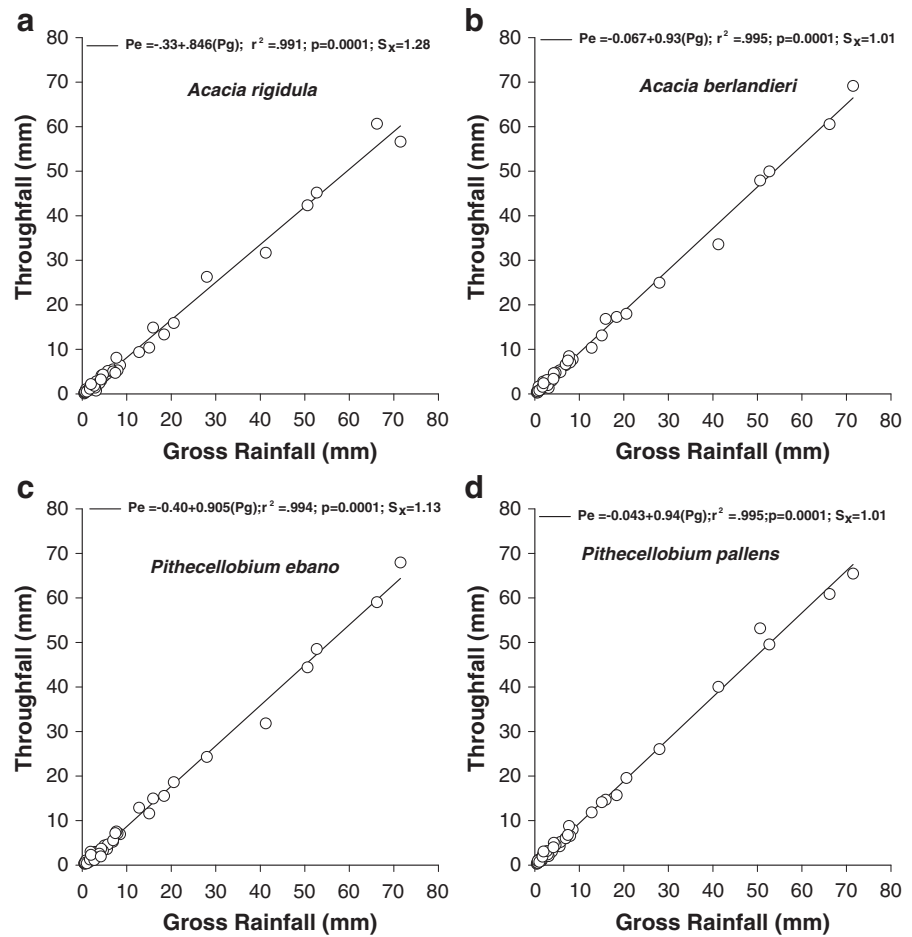 a
Pe =-.33+.846(Pg); r² =.991; p=0.0001; Sx=1.28
Acacia rigidula
Throughfall (mm)
80
70
60
50
40
30
20
10
0
0 10 20 30 40 50 60 70 80
Gross Rainfall (mm)
b
Pe =-0.067+0.93(Pg); r² =.995; p=0.0001; Sx=1.01
Acacia berlandieri
Throughfall (mm)
80
70
60
50
40
30
20
10
0
0 10 20 30 40 50 60 70 80
Gross Rainfall (mm)
c
Pe =-0.40+0.905(Pg);r² =.994; p=0.0001; Sx=1.13
Pithecellobium ebano
Throughfall (mm)
80
70
60
50
40
30
20
10
0
0 10 20 30 40 50 60 70 80
Gross Rainfall (mm)
d
Pe =-0.043+0.94(Pg);r² =.995;p=0.0001; Sx=1.01
Pithecellobium pallens
Throughfall (mm)
80
70
60
50
40
30
20
10
0
0 10 20 30 40 50 60 70 80
Gross Rainfall (mm)